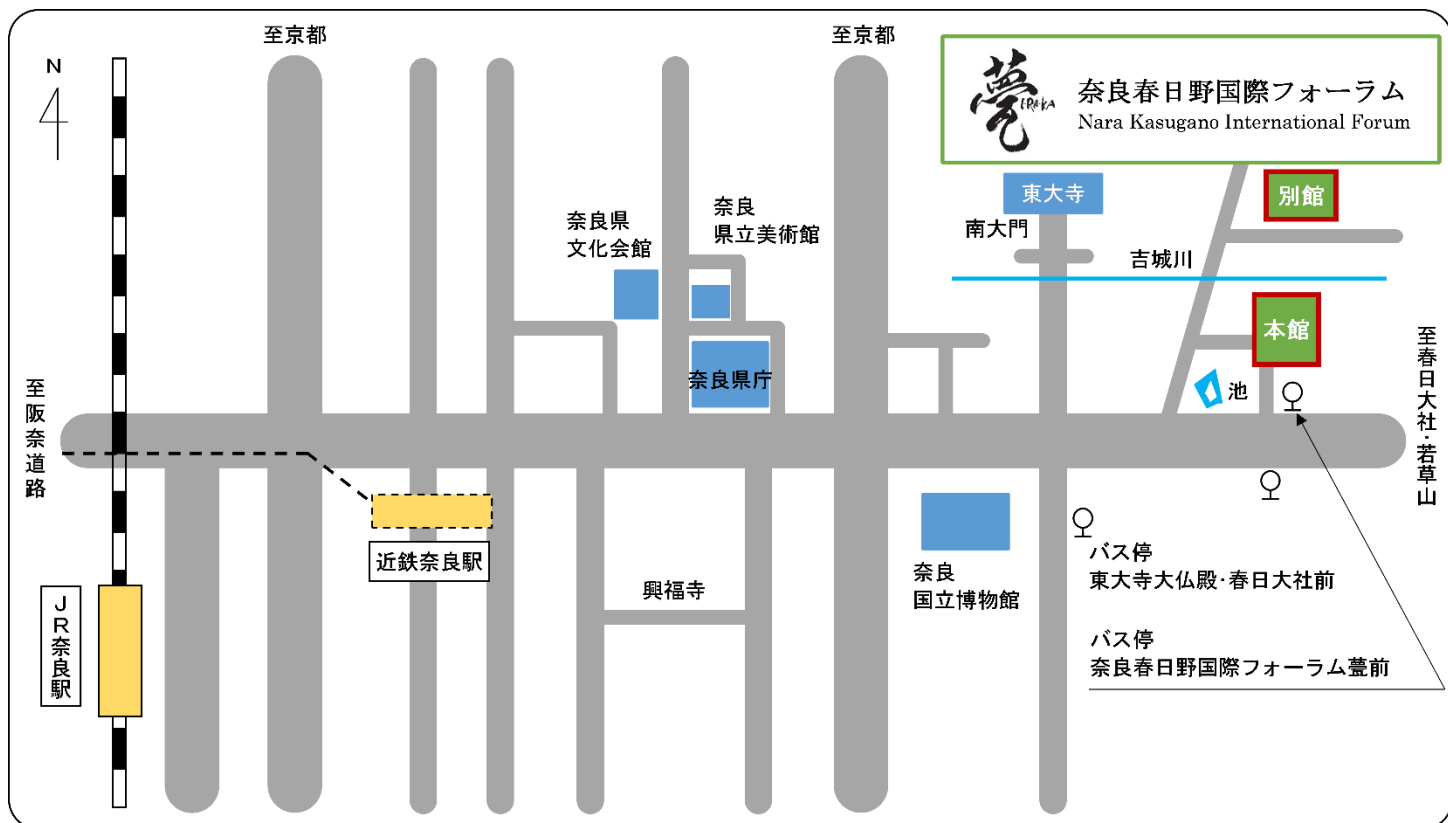 至京都
至京都
N
甍
IRAKA
奈良春日野国際フォーラム
Nara Kasugano International Forum
別館
東大寺
南大門
奈良
県立美術館
奈良県
文化会館
吉城川
本館
奈良県庁
池
至阪奈道路
至春日大社・若草山
近鉄奈良駅
JR奈良駅
興福寺
奈良
国立博物館
バス停
東大寺大仏殿・春日大社前
バス停
奈良春日野国際フォーラム甍前